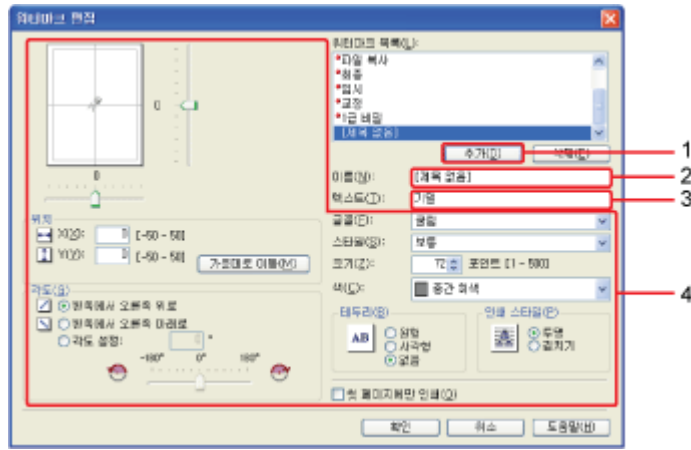 워터마크 편집
워터마크 목록(L):
*파일 복사
*최종
*임시
*교정
*1급 비밀
[제목 없음]
추가(D) 삭제(E)
1
이름(N): [제목 없음]
2
텍스트(T): 기밀
3
0
0
위치
X(X): 0 [-50 - 50]
Y(Y): 0 [-50 - 50]
가운데로 이동(M)
각도(G)
왼쪽에서 오른쪽 위로
왼쪽에서 오른쪽 아래로
각도 설정: 0 °
-180° 0° 180°
글꼴(F): 굴림
스타일(S): 보통
크기(Z): 72 포인트 [1 - 500]
색(C): 중간 회색
4
테두리(B)
AB
원형
사각형
없음
인쇄 스타일(P)
투명
겹치기
첫 페이지에만 인쇄(O)
확인 취소 도움말(H)